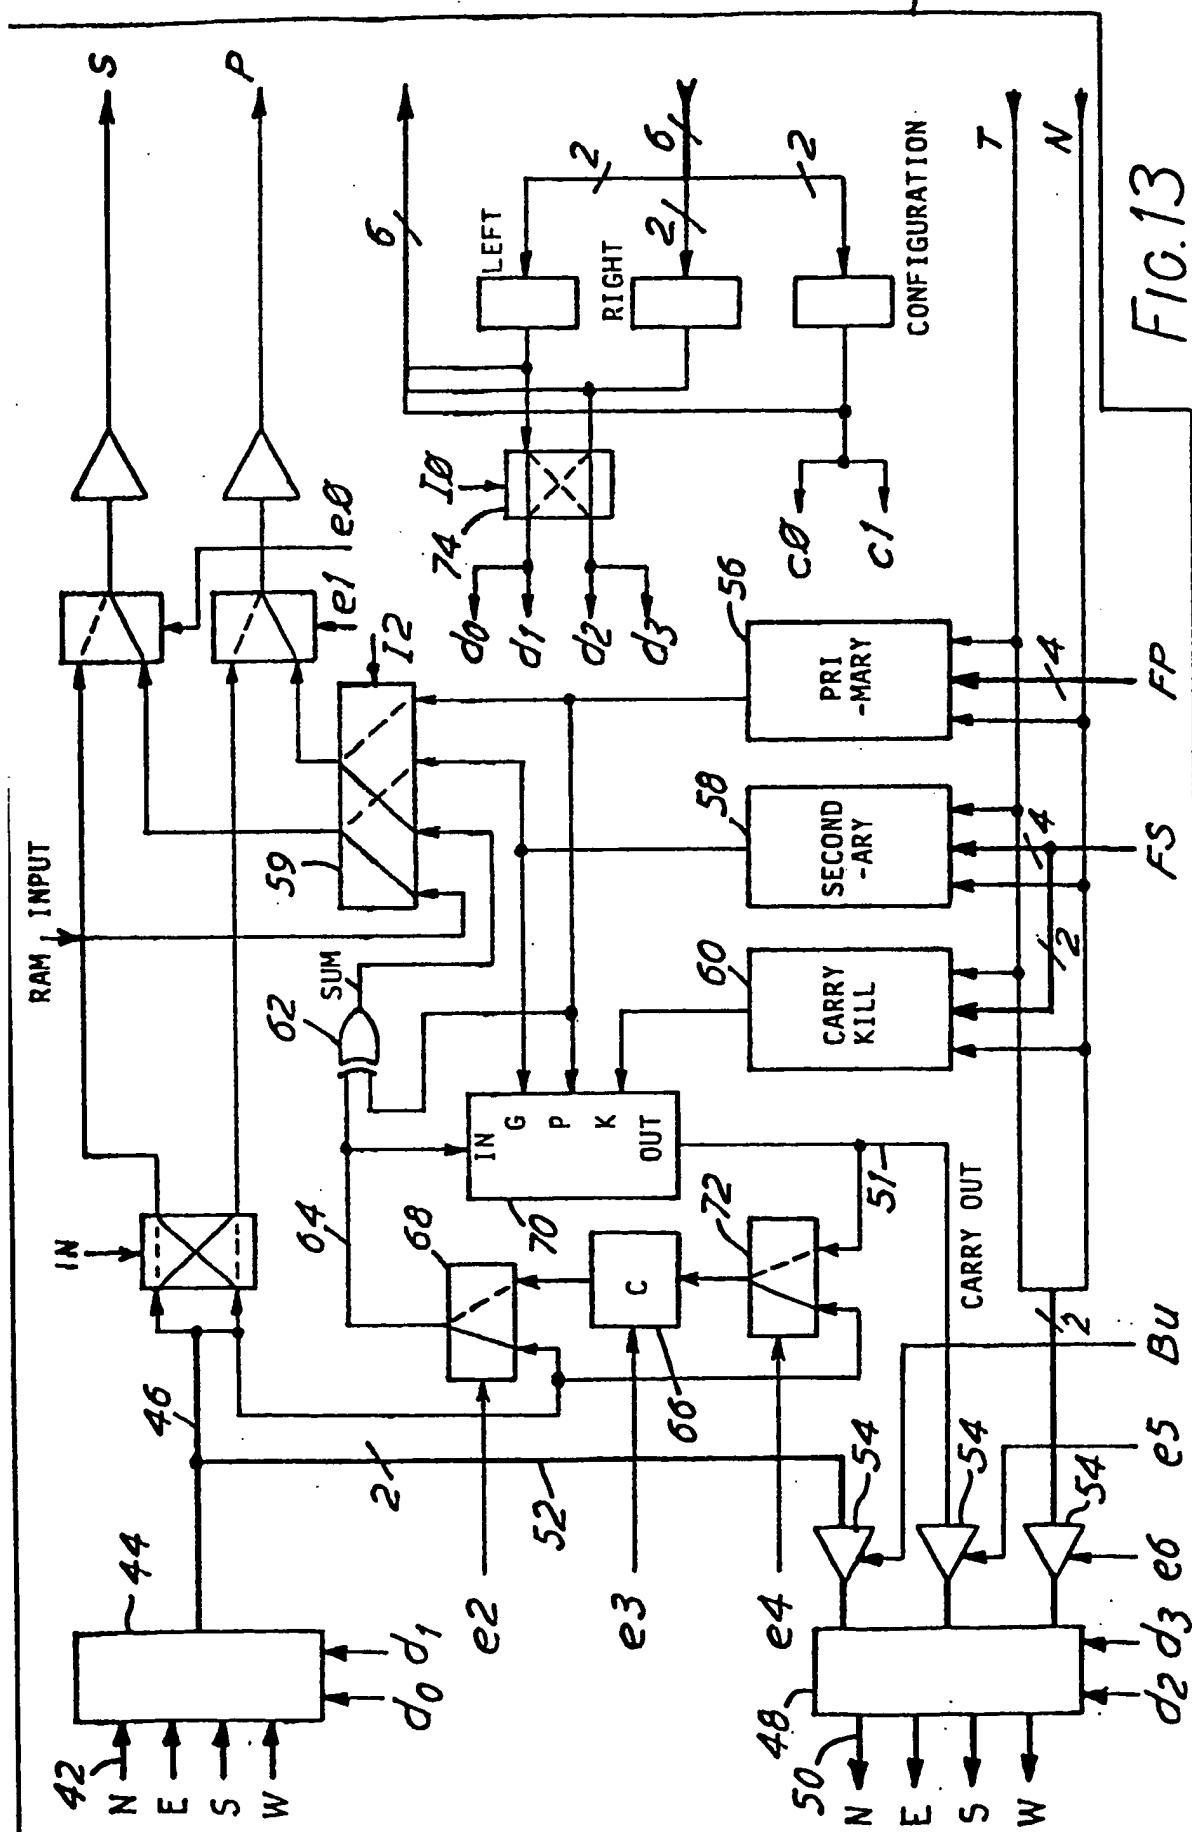 S
P
6
6
2
2
2
LEFT
RIGHT
CONFIGURATION
T
N
FIG.13
IØ
74
d0
d1
d2
d3
cØ
c1
eØ
e1
I2
59
RAM INPUT
56
PRI
-MARY
58
SECOND
-ARY
60
CARRY
KILL
4
FP
4
FS
2
62
SUM
IN
G
P
K
OUT
70
64
IN
68
C
66
72
51
CARRY OUT
2
46
2
52
54
54
54
Bu
e5
e6
e2
e3
e4
44
d0
d1
42
N
E
S
W
48
50
N
E
S
W
d2
d3